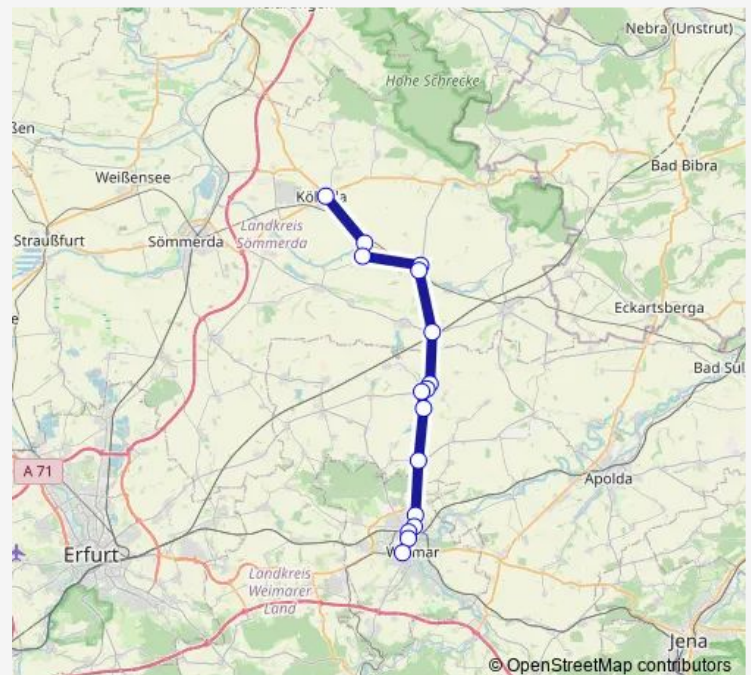 Nebra (Unstrut)
Hohe Schrecke
ßen
Bad Bibra
Weißensee
Landkreis
Sömmerda
Straußfurt
Sömmerda
Eckartsberga
Bad Sul
A 71
Apolda
Erfurt
Landkreis
Weimarer
Land
Jena
© OpenStreetMap contributors